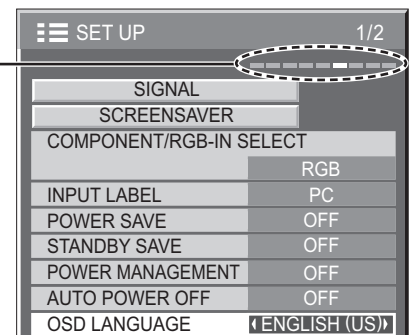 SET UP 1/2
SIGNAL
SCREENSAVER
COMPONENT/RGB-IN SELECT
RGB
INPUT LABEL PC
POWER SAVE OFF
STANDBY SAVE OFF
POWER MANAGEMENT OFF
AUTO POWER OFF OFF
OSD LANGUAGE ENGLISH (US)